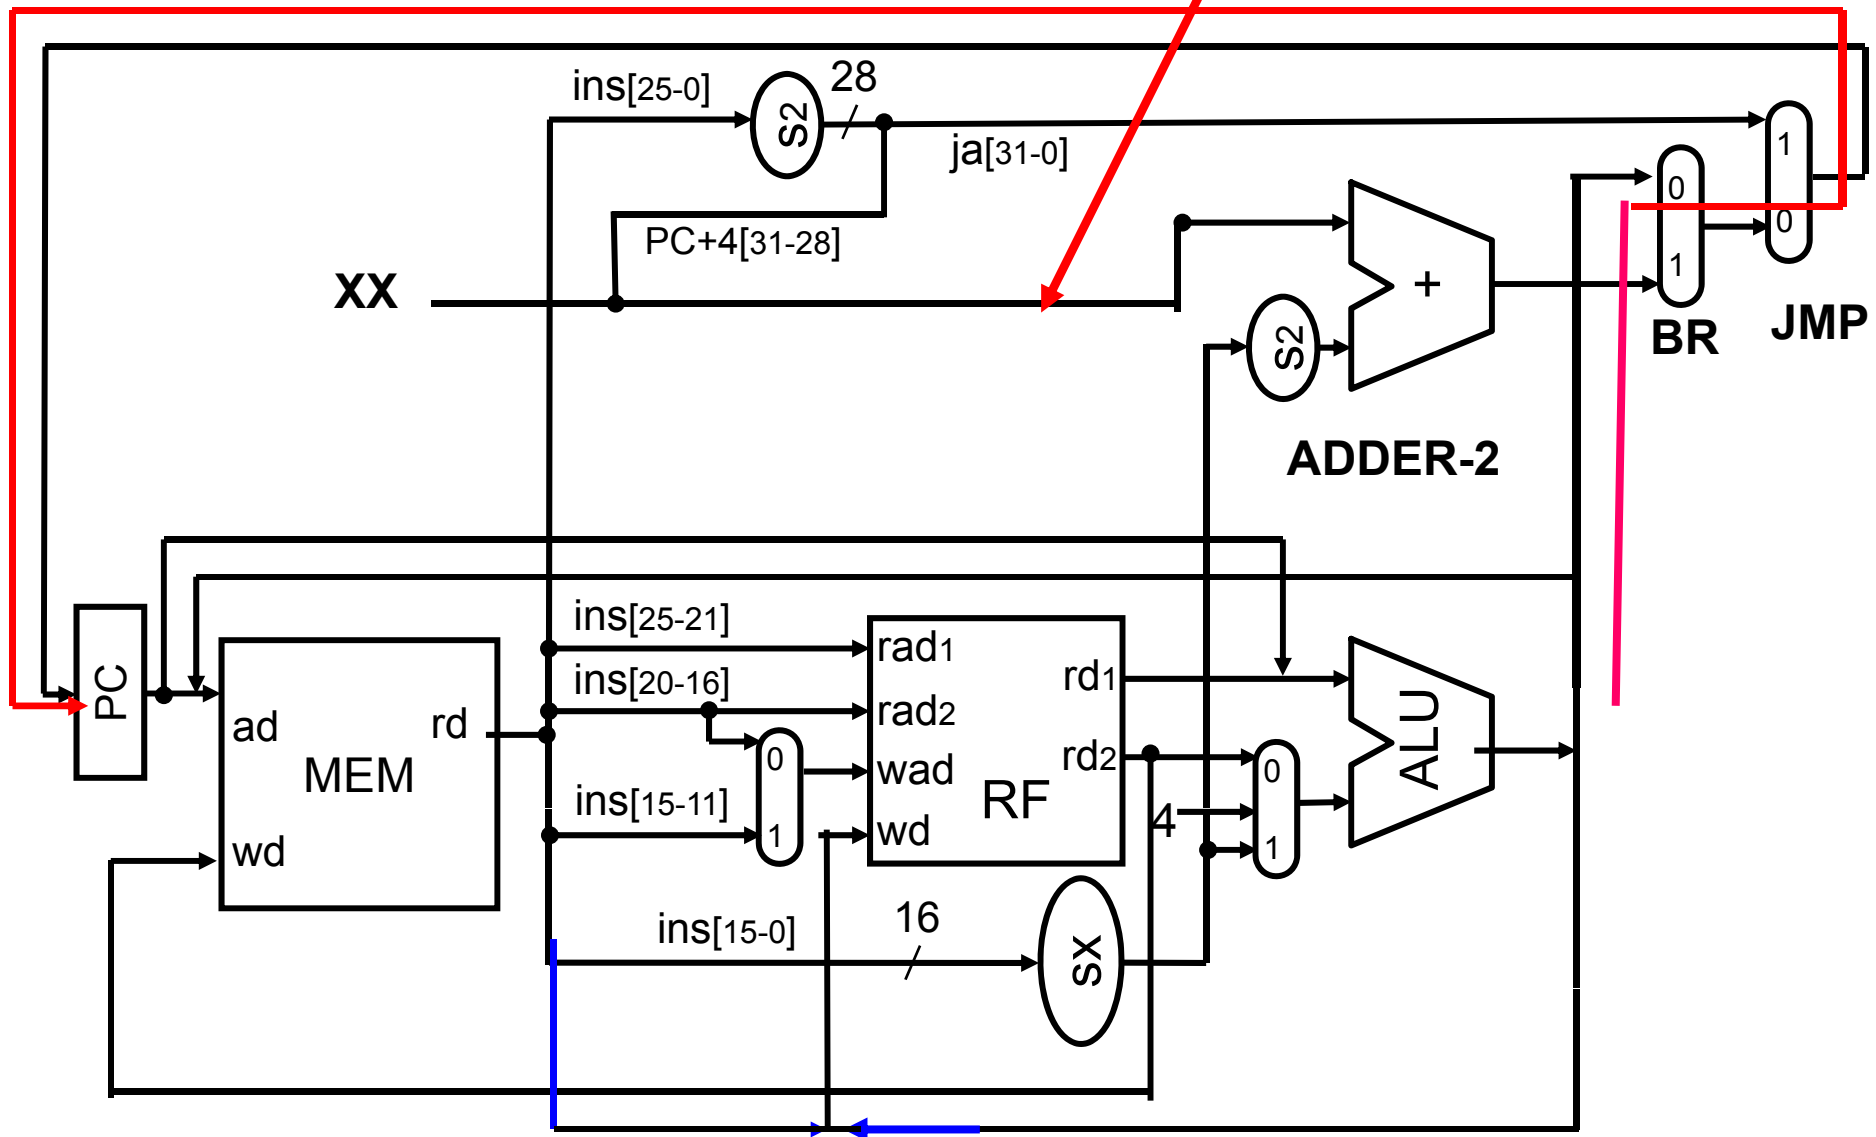 28
ins[25-0]
s2
ja[31-0]
1
0
0
1
PC+4[31-28]
XX
+
s2
BR
JMP
ADDER-2
ins[25-21]
rad1
rd1
PC
ins[20-16]
rad2
ad
rd
MEM
0
wad
rd2
0
ALU
RF
ins[15-11]
1
wd
4
1
wd
16
ins[15-0]
sx